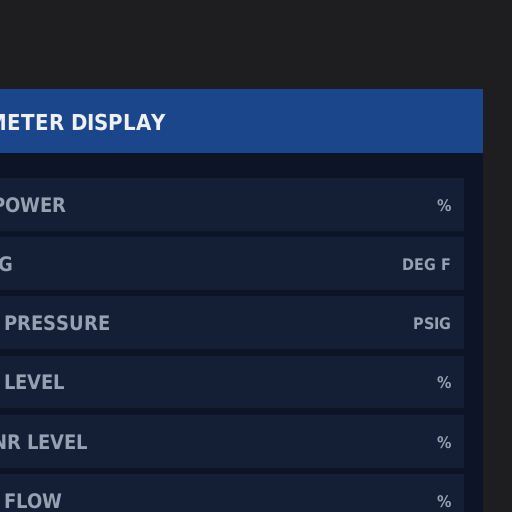 METER DISPLAY
POWER %
G DEG F
PRESSURE PSIG
LEVEL %
NR LEVEL %
FLOW %